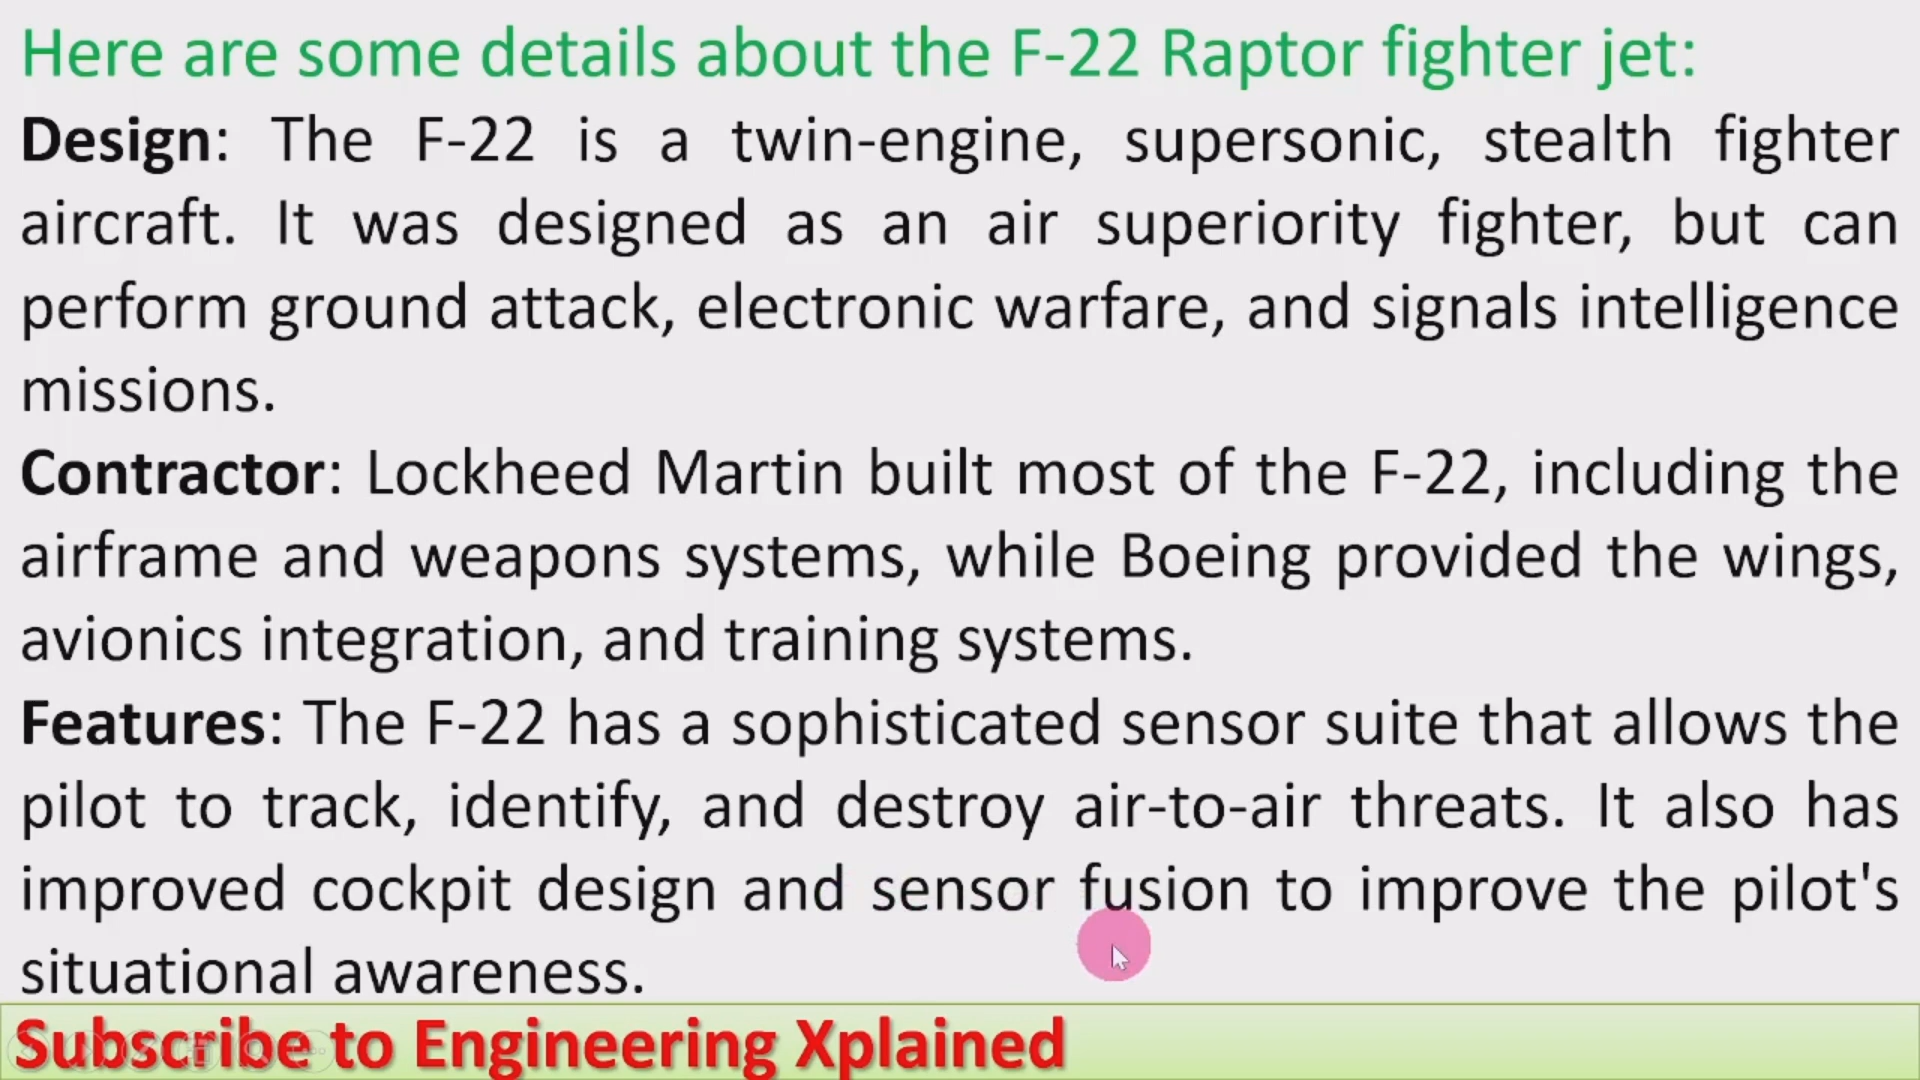 Here are some details about the F-22 Raptor fighter jet:
Design: The F-22 is a twin-engine, supersonic, stealth fighter
aircraft. It was designed as an air superiority fighter, but can
perform ground attack, electronic warfare, and signals intelligence
missions.
Contractor: Lockheed Martin built most of the F-22, including the
airframe and weapons systems, while Boeing provided the wings,
avionics integration, and training systems.
Features: The F-22 has a sophisticated sensor suite that allows the
pilot to track, identify, and destroy air-to-air threats. It also has
improved cockpit design and sensor fusion to improve the pilot's
situational awareness.
Subscribe to Engineering Xplained